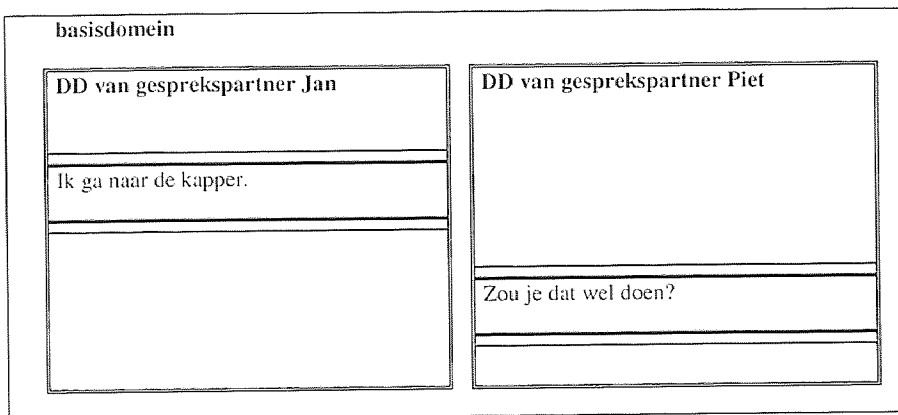 basisdomein
DD van gesprekspartner Jan
Ik ga naar de kapper.
DD van gesprekspartner Piet
Zou je dat wel doen?